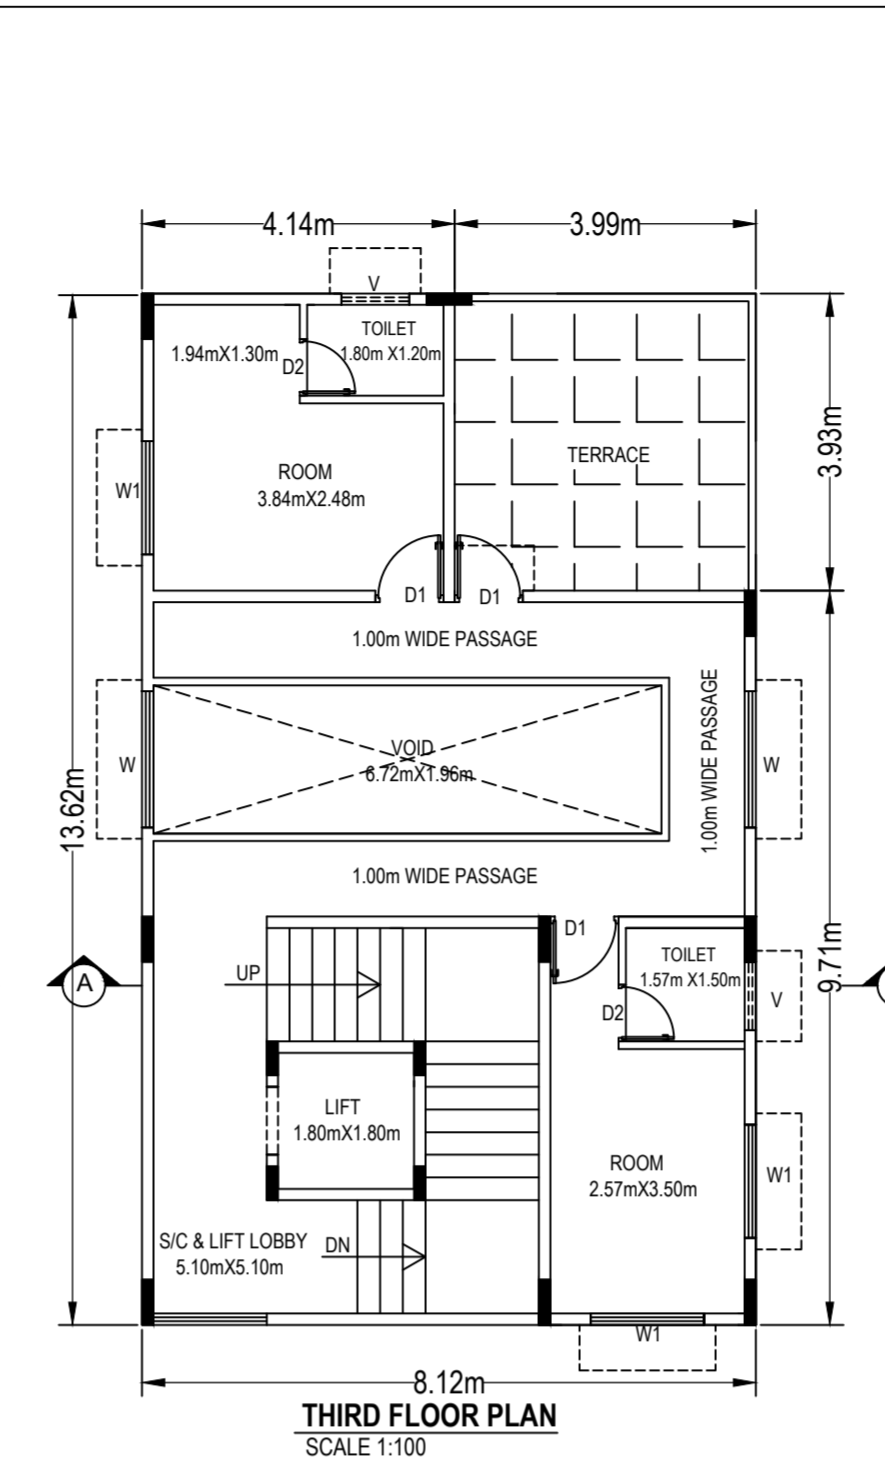 4.14m
3.99m
V
TOILET
1.80m X1.20m
1.94mX1.30m
D2
3.93m
TERRACE
W1
ROOM
3.84mX2.48m
D1
D1
1.00m WIDE PASSAGE
1.00m WIDE PASSAGE
VOID
6.72mX1.96m
W
W
13.62m
1.00m WIDE PASSAGE
D1
9.71m
TOILET
1.57m X1.50m
UP
A
V
D2
LIFT
1.80mX1.80m
ROOM
2.57mX3.50m
W1
S/C & LIFT LOBBY
5.10mX5.10m
DN
W1
8.12m
THIRD FLOOR PLAN
SCALE 1:100